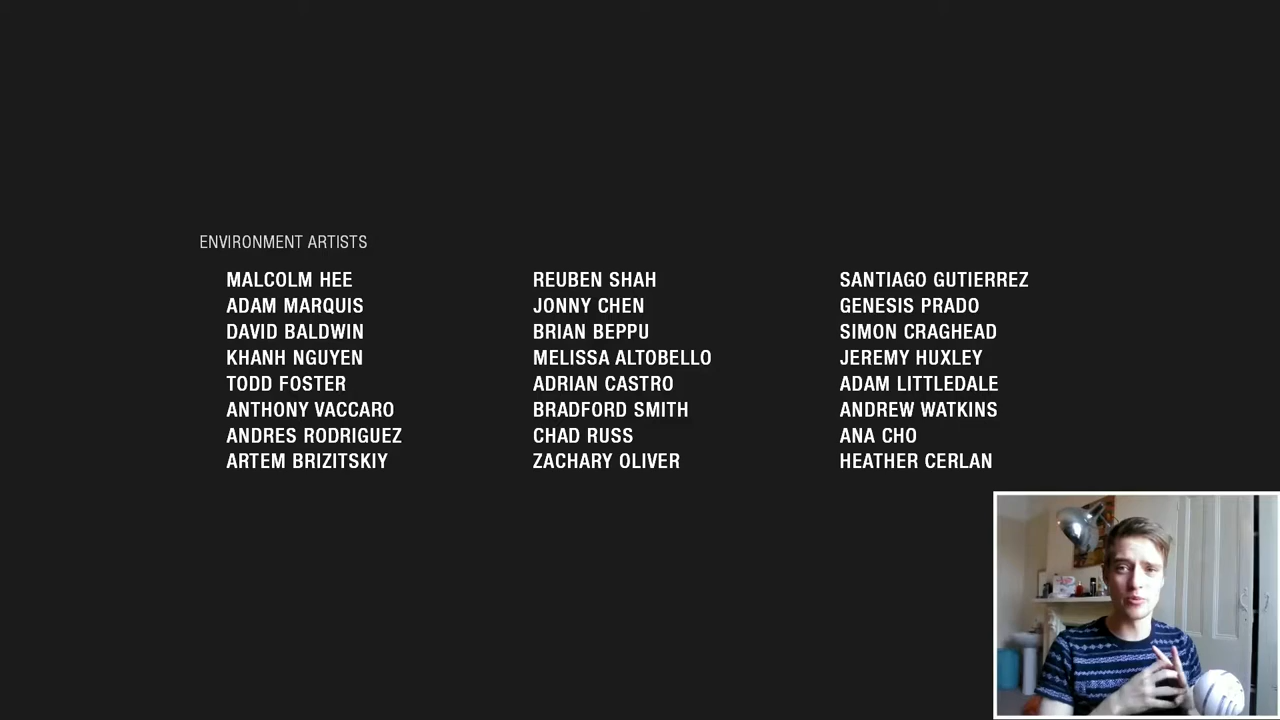 ENVIRONMENT ARTISTS
MALCOLM HEE
ADAM MARQUIS
DAVID BALDWIN
KHANH NGUYEN
TODD FOSTER
ANTHONY VACCARO
ANDRES RODRIGUEZ
ARTEM BRIZITSKIY
REUBEN SHAH
JONNY CHEN
BRIAN BEPPU
MELISSA ALTOBELLO
ADRIAN CASTRO
BRADFORD SMITH
CHAD RUSS
ZACHARY OLIVER
SANTIAGO GUTIERREZ
GENESIS PRADO
SIMON CRAGHEAD
JEREMY HUXLEY
ADAM LITTLEDALE
ANDREW WATKINS
ANA CHO
HEATHER CERLAN